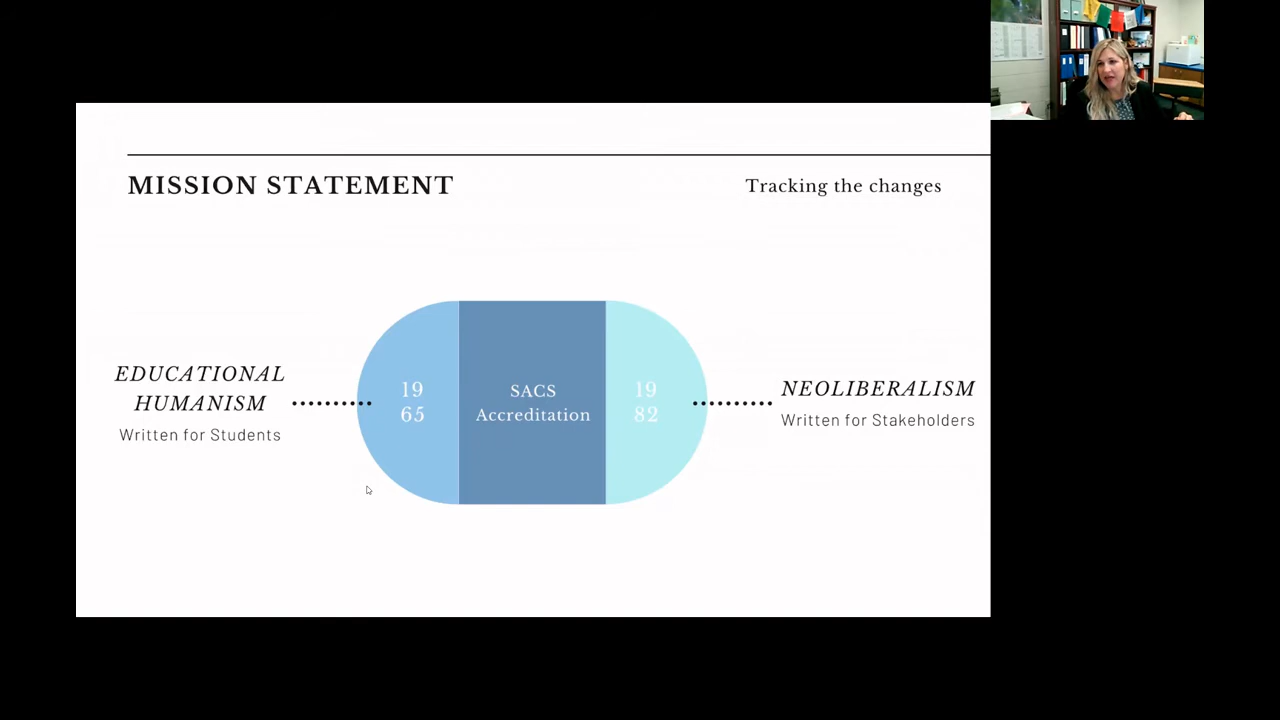 MISSION STATEMENT
Tracking the changes
EDUCATIONAL
HUMANISM
Written for Students
19
65
SACS
Accreditation
19
82
NEOLIBERALISM
Written for Stakeholders